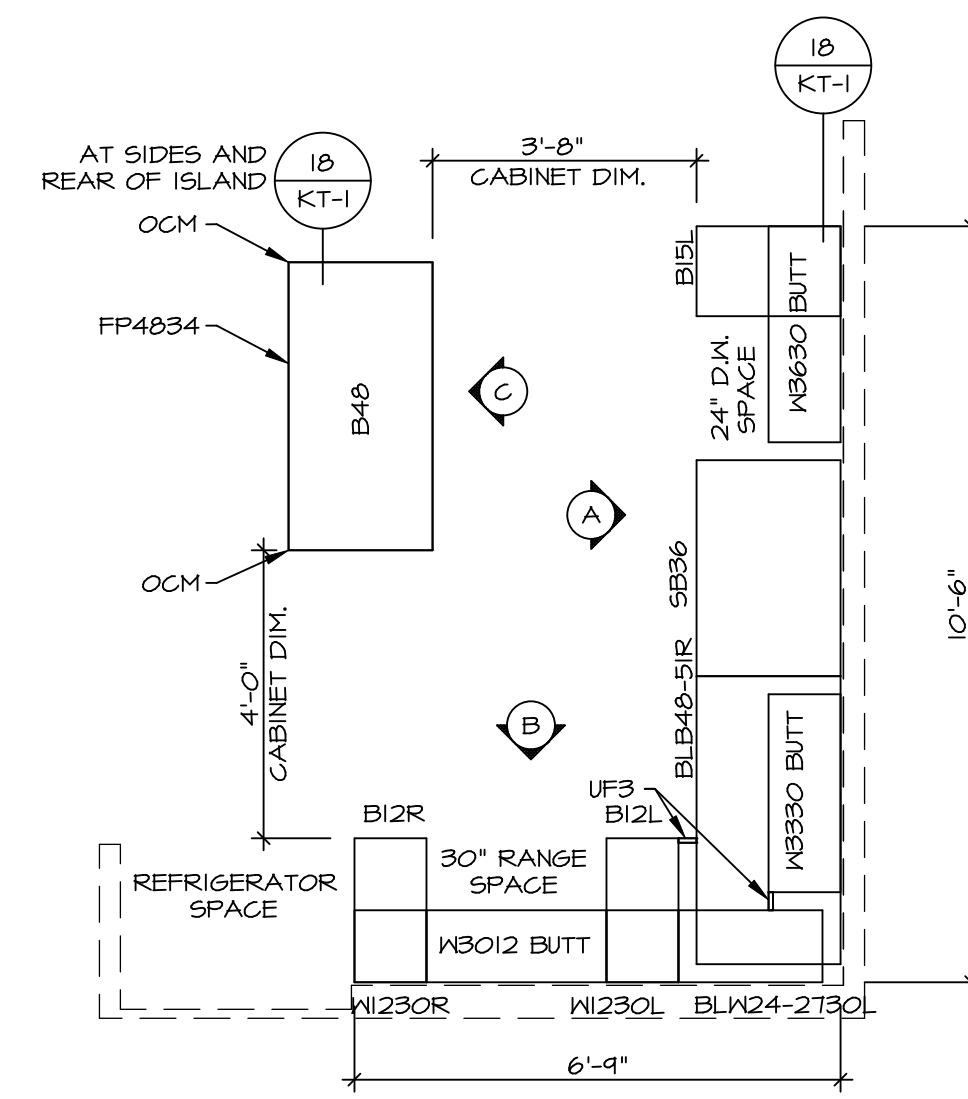 18
KT-1
3'-8"
CABINET DIM.
AT SIDES AND
REAR OF ISLAND
18
KT-1
OCM
FP4834
B48
OCM
B15L
W3630 BUTT
24" D.W.
SPACE
C
A
SB36
10'-6"
BLB48-51R
4'-0"
CABINET DIM.
B
W3330 BUTT
UF3
B12R
B12L
30" RANGE
SPACE
REFRIGERATOR
SPACE
W3012 BUTT
W1230R
W1230L
BLW24-2730L
6'-9"